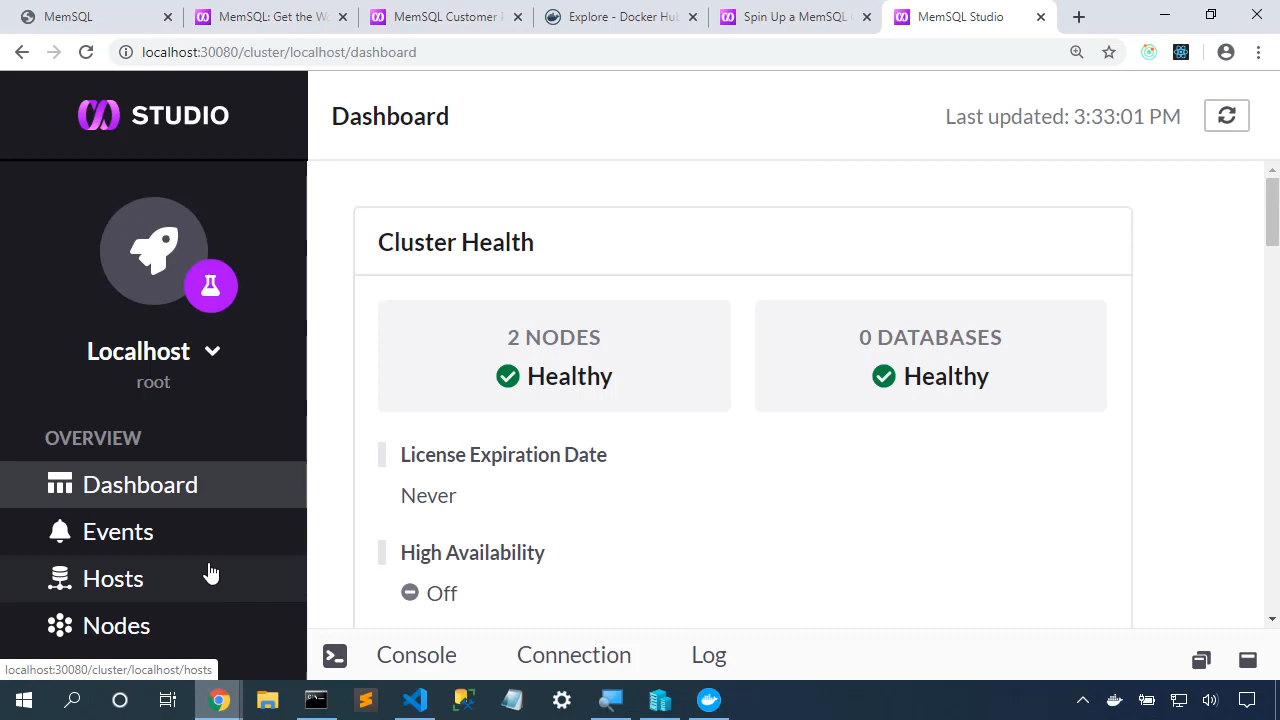 MemSQL
MemSQL: Get the Wo
MemSQL Customer
Explore - Docker Hub
Spin Up a MemSQL
MemSQL Studio
localhost:30080/cluster/localhost/dashboard
STUDIO
Dashboard
Last updated: 3:33:01 PM
Localhost
root
OVERVIEW
Dashboard
Events
Hosts
Nodes
Cluster Health
2 NODES
Healthy
0 DATABASES
Healthy
License Expiration Date
Never
High Availability
Off
Console
Connection
Log
localhost:30080/cluster/localhost/hosts